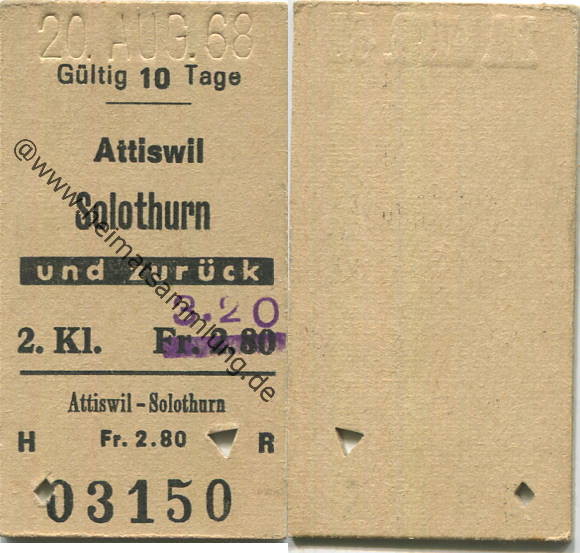 20. AUG. 68
Gültig 10 Tage
Attiswil
Solothurn
und zurück
3.20
2. Kl. Fr. 2.80
Attiswil - Solothurn
H Fr. 2.80 R
03150
@www.heimatsammlung.de